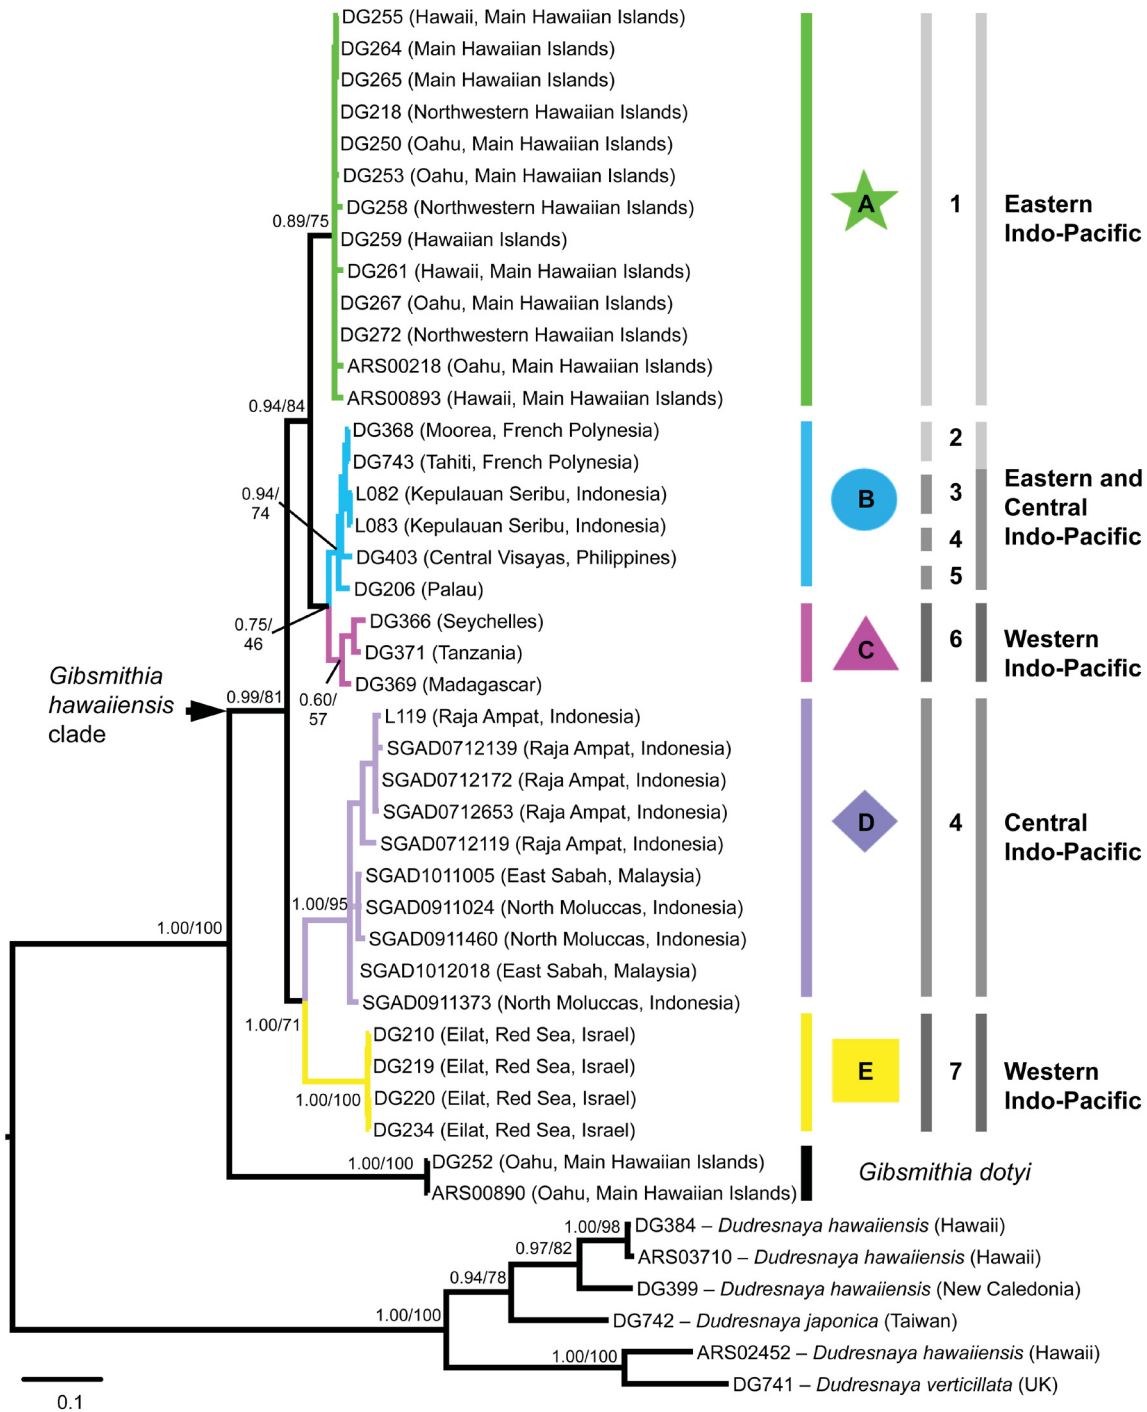 DG255 (Hawaii, Main Hawaiian Islands)
DG264 (Main Hawaiian Islands)
DG265 (Main Hawaiian Islands)
DG218 (Northwestern Hawaiian Islands)
DG250 (Oahu, Main Hawaiian Islands)
DG253 (Oahu, Main Hawaiian Islands)
DG258 (Northwestern Hawaiian Islands)
DG259 (Hawaiian Islands)
DG261 (Hawaii, Main Hawaiian Islands)
DG267 (Oahu, Main Hawaiian Islands)
DG272 (Northwestern Hawaiian Islands)
ARS00218 (Oahu, Main Hawaiian Islands)
ARS00893 (Hawaii, Main Hawaiian Islands)
0.89/75
A
1
Eastern
Indo-Pacific
0.94/84
DG368 (Moorea, French Polynesia)
DG743 (Tahiti, French Polynesia)
L082 (Kepulauan Seribu, Indonesia)
L083 (Kepulauan Seribu, Indonesia)
DG403 (Central Visayas, Philippines)
DG206 (Palau)
0.94/
74
B
2
3
4
5
Eastern and
Central
Indo-Pacific
0.75/
46
DG366 (Seychelles)
DG371 (Tanzania)
DG369 (Madagascar)
0.60/
57
C
6
Western
Indo-Pacific
Gibsmithia
hawaiiensis
clade
0.99/81
L119 (Raja Ampat, Indonesia)
SGAD0712139 (Raja Ampat, Indonesia)
SGAD0712172 (Raja Ampat, Indonesia)
SGAD0712653 (Raja Ampat, Indonesia)
SGAD0712119 (Raja Ampat, Indonesia)
SGAD1011005 (East Sabah, Malaysia)
SGAD0911024 (North Moluccas, Indonesia)
SGAD0911460 (North Moluccas, Indonesia)
SGAD1012018 (East Sabah, Malaysia)
SGAD0911373 (North Moluccas, Indonesia)
1.00/95
D
4
Central
Indo-Pacific
1.00/100
1.00/71
DG210 (Eilat, Red Sea, Israel)
DG219 (Eilat, Red Sea, Israel)
DG220 (Eilat, Red Sea, Israel)
DG234 (Eilat, Red Sea, Israel)
1.00/100
E
7
Western
Indo-Pacific
1.00/100
DG252 (Oahu, Main Hawaiian Islands)
ARS00890 (Oahu, Main Hawaiian Islands)
Gibsmithia dotyi
1.00/98
DG384 – Dudresnaya hawaiiensis (Hawaii)
0.97/82
ARS03710 – Dudresnaya hawaiiensis (Hawaii)
0.94/78
DG399 – Dudresnaya hawaiiensis (New Caledonia)
1.00/100
DG742 – Dudresnaya japonica (Taiwan)
1.00/100
ARS02452 – Dudresnaya hawaiiensis (Hawaii)
DG741 – Dudresnaya verticillata (UK)
0.1